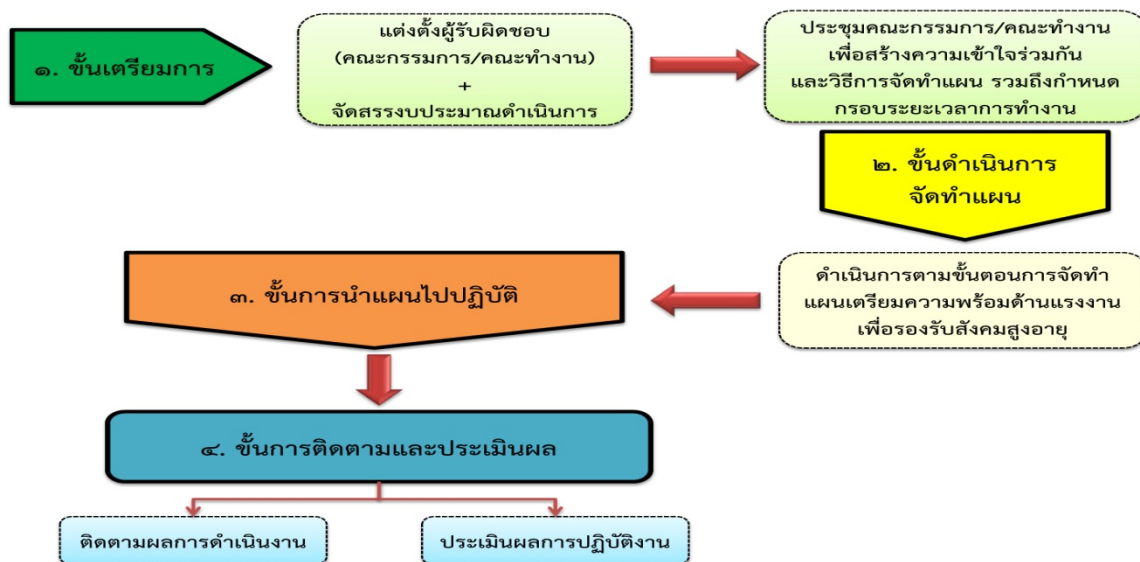 ๑. ขั้นเตรียมการ
แต่งตั้งผู้รับผิดชอบ
(คณะกรรมการ/คณะทำงาน)
+
จัดสรรงบประมาณดำเนินการ
ประชุมคณะกรรมการ/คณะทำงาน
เพื่อสร้างความเข้าใจร่วมกัน
และวิธีการจัดทำแผน รวมถึงกำหนด
กรอบระยะเวลาการทำงาน
๒. ขั้นดำเนินการ
จัดทำแผน
ดำเนินการตามขั้นตอนการจัดทำ
แผนเตรียมความพร้อมด้านแรงงาน
เพื่อรองรับสังคมสูงอายุ
๓. ขั้นการนำแผนไปปฏิบัติ
๔. ขั้นการติดตามและประเมินผล
ติดตามผลการดำเนินงาน
ประเมินผลการปฏิบัติงาน